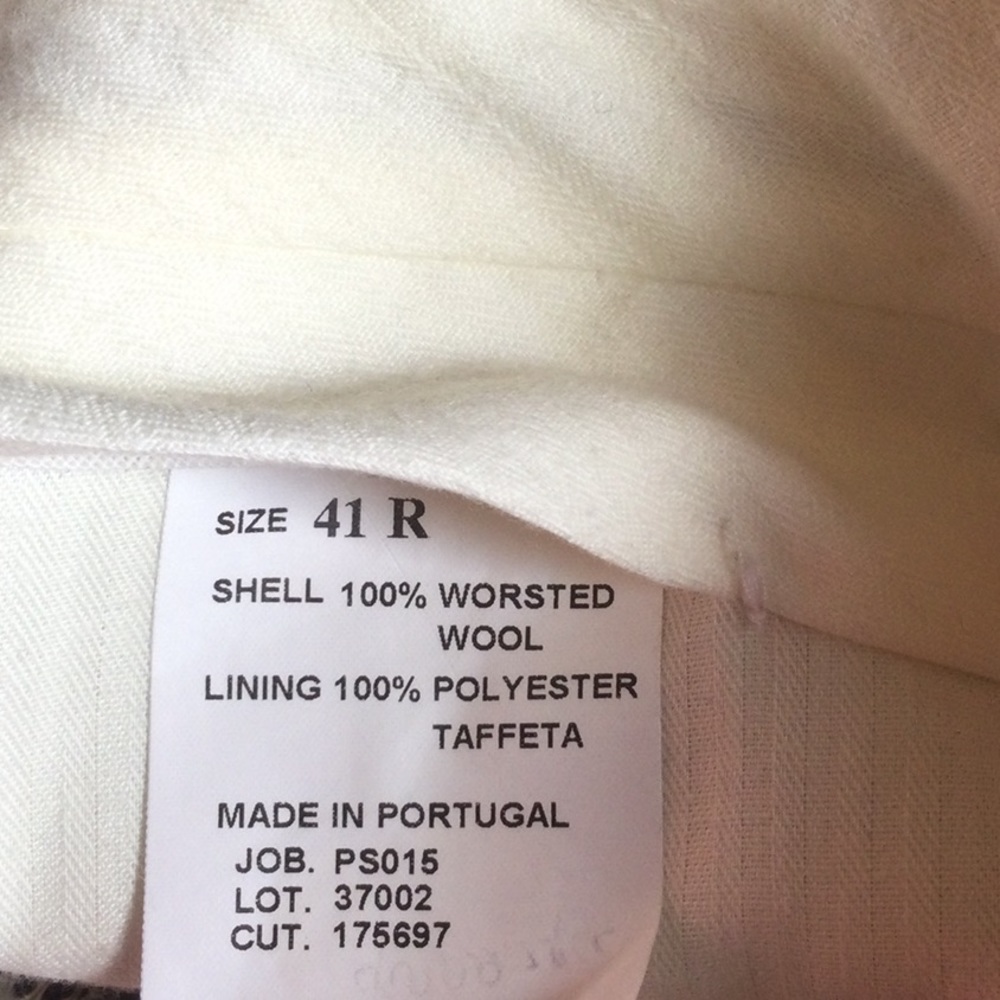 SIZE 41 R
SHELL 100% WORSTED
WOOL
LINING 100% POLYESTER
TAFFETA
MADE IN PORTUGAL
JOB. PS015
LOT. 37002
CUT. 175697